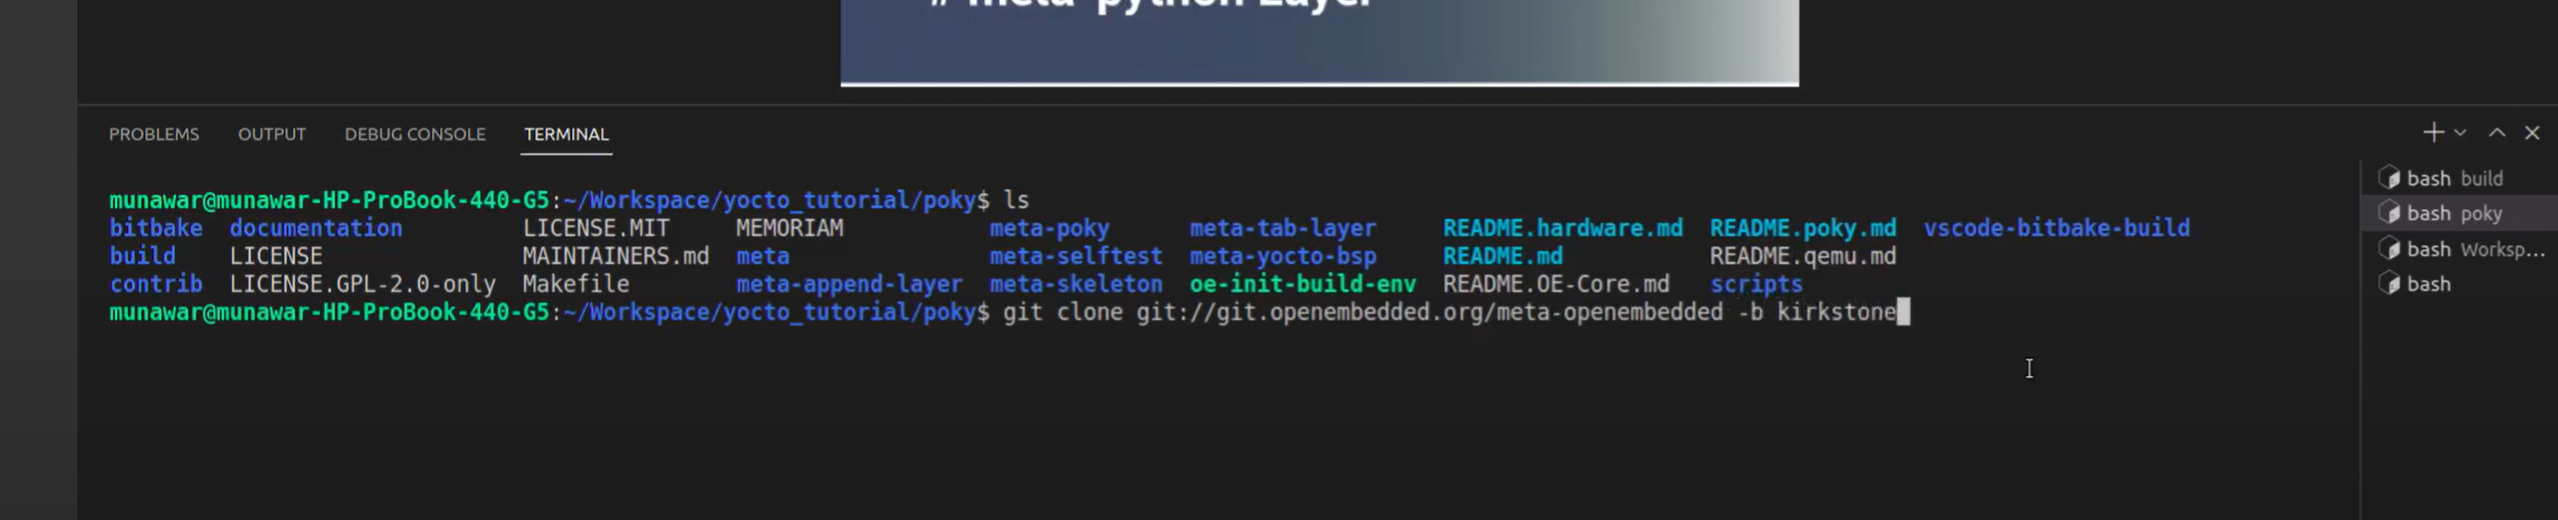 # meta-python Layer
PROBLEMS OUTPUT DEBUG CONSOLE TERMINAL
munawar@munawar-HP-ProBook-440-G5:~/Workspace/yocto_tutorial/poky$ ls
bitbake documentation LICENSE.MIT MEMORIAM meta-poky meta-tab-layer README.hardware.md README.poky.md vscode-bitbake-build
build LICENSE MAINTAINERS.md meta meta-selftest meta-yocto-bsp README.md README.qemu.md
contrib LICENSE.GPL-2.0-only Makefile meta-append-layer meta-skeleton oe-init-build-env README.OE-Core.md scripts
munawar@munawar-HP-ProBook-440-G5:~/Workspace/yocto_tutorial/poky$ git clone git://git.openembedded.org/meta-openembedded -b kirkstone
bash build
bash poky
bash Worksp...
bash